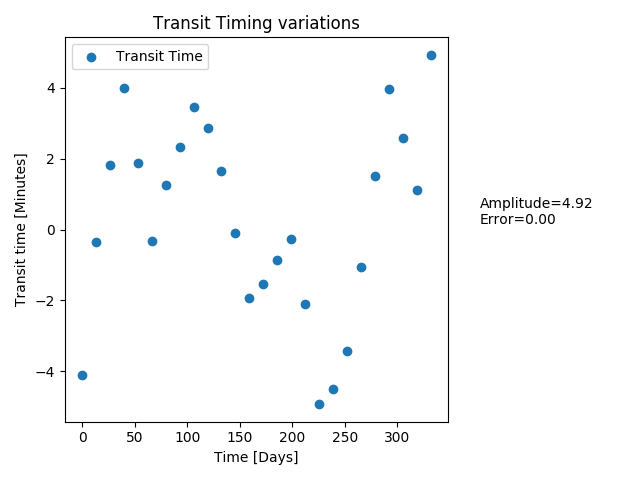 Transit Timing variations
Transit Time
Transit time [Minutes]
4
2
0
−2
−4
0 50 100 150 200 250 300
Time [Days]
Amplitude=4.92
Error=0.00